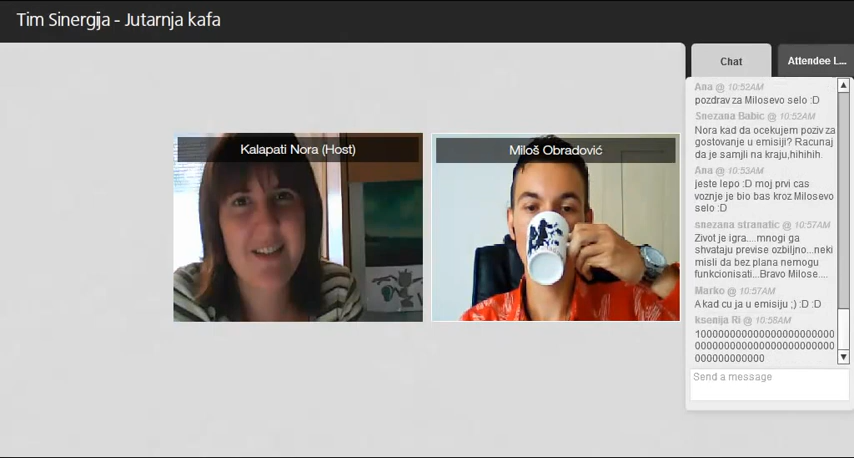 Tim Sinergija - Jutarnja kafa
Chat
Attendee L...
Kalapati Nora (Host)
Miloš Obradović
Ana @ 10:52AM
pozdrav za Milosevo selo :D
Snezana Babic @ 10:52AM
Nora kad da ocekujem poziv za
gostovanje u emisiji? Racunaj
da je samjli na kraju,hihihih.
Ana @ 10:53AM
jeste lepo :D moj prvi cas
voznje je bio bas kroz Milosevo
selo :D
snezana stranatic @ 10:57AM
Zivot je igra....mnogi ga
shvataju previse ozbiljno...neki
misli da bez plana nemogu
funkcionisati...Bravo Milose....
Marko @ 10:57AM
A kad cu ja u emisiju ;) :D :D
ksenija Ri @ 10:58AM
Send a message